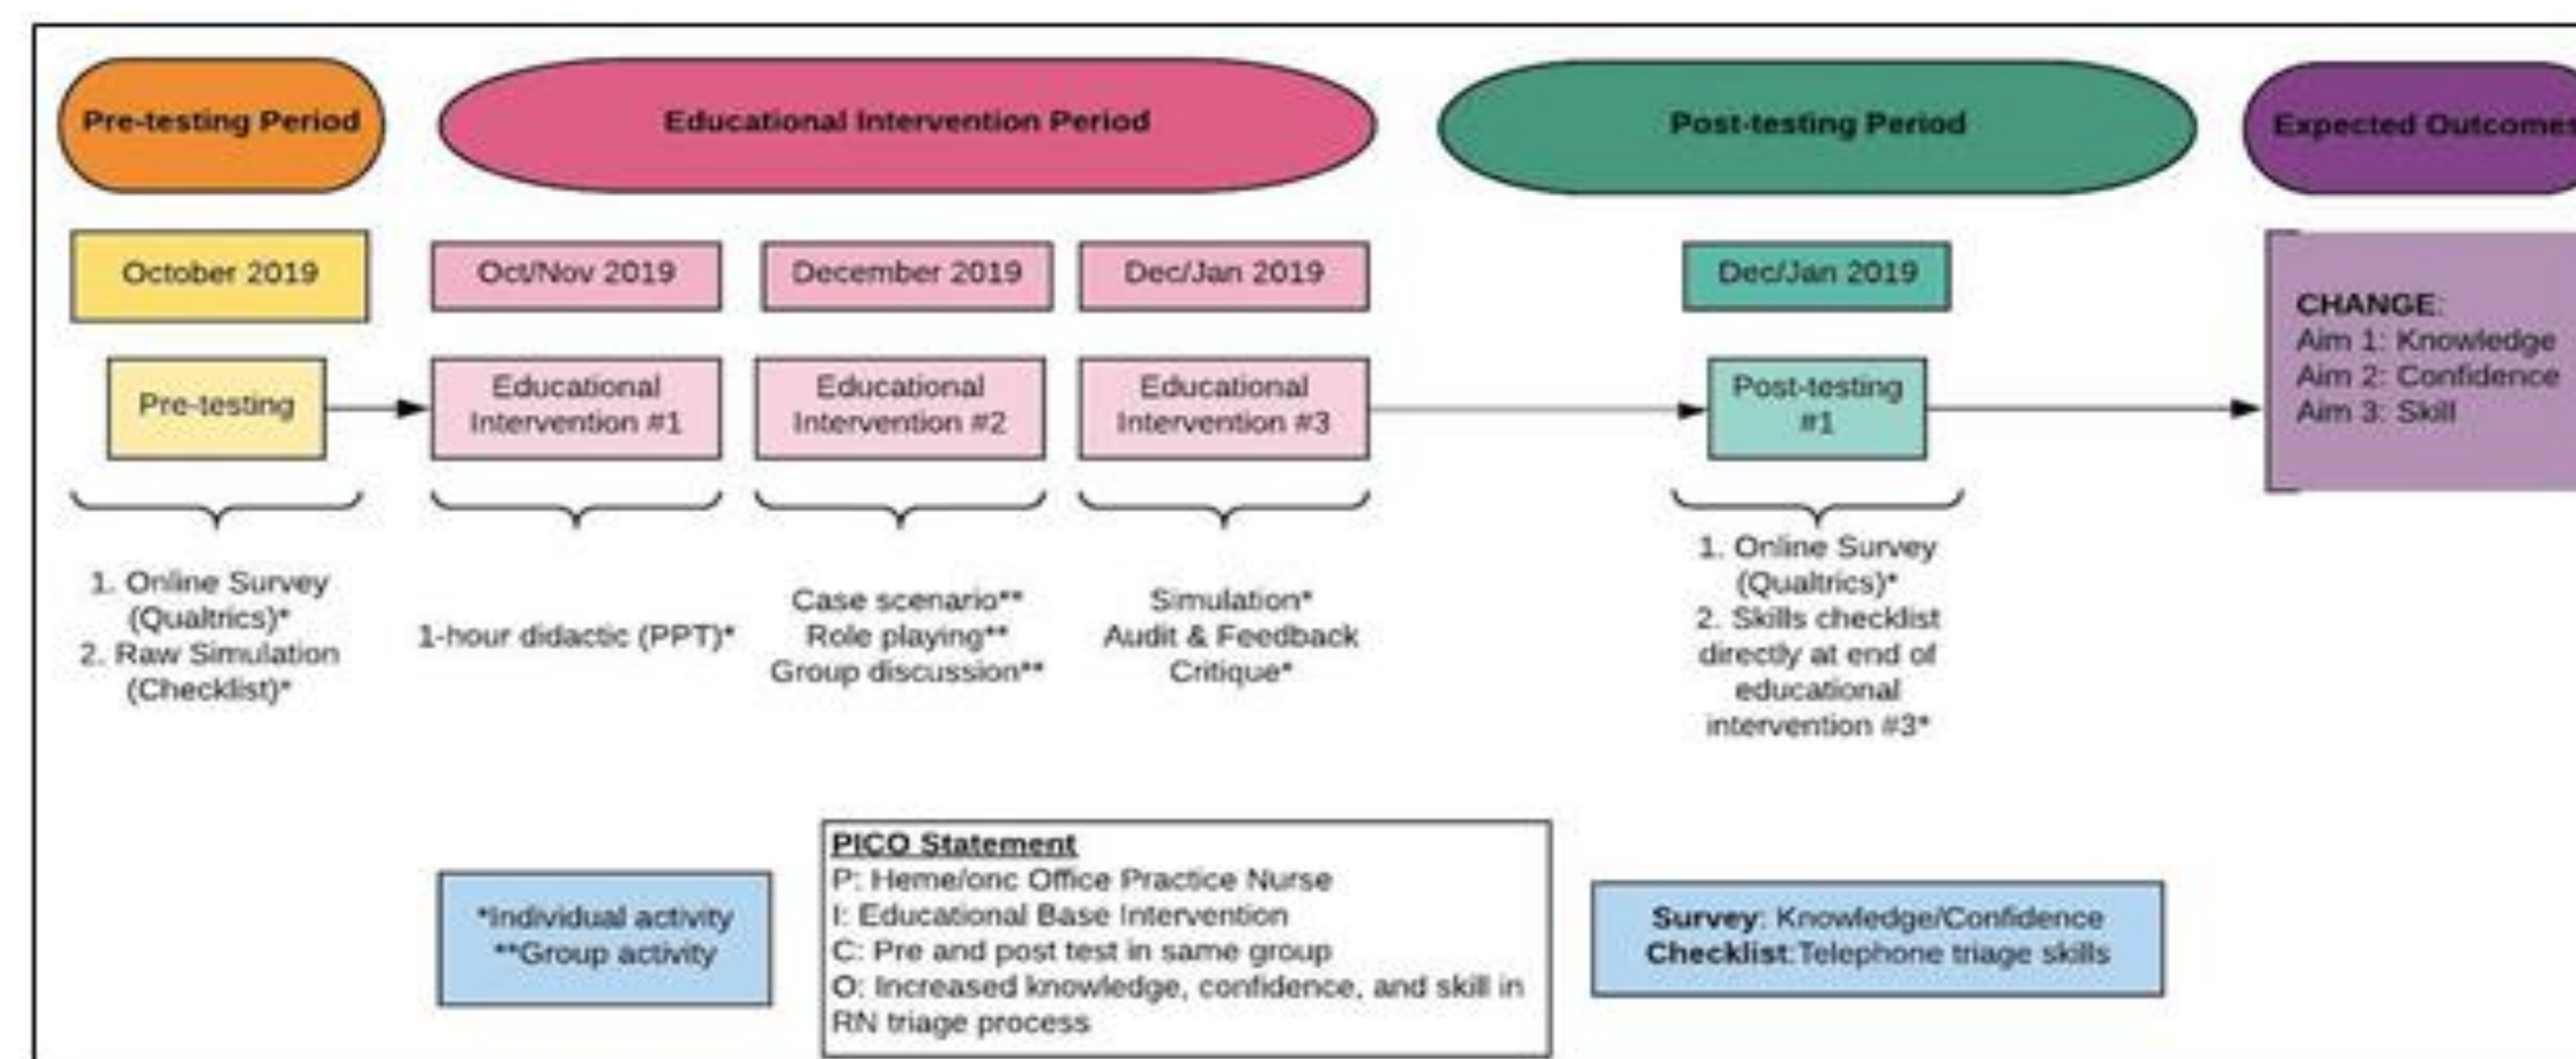 Pre-testing Period
Educational Intervention Period
Post-testing Period
Expected Outcomes
October 2019
Oct/Nov 2019
December 2019
Dec/Jan 2019
Dec/Jan 2019
Pre-testing
Educational
Intervention #1
Educational
Intervention #2
Educational
Intervention #3
Post-testing
#1
CHANGE:
Aim 1: Knowledge
Aim 2: Confidence
Aim 3: Skill
1. Online Survey
(Qualtrics)*
2. Raw Simulation
(Checklist)*
1-hour didactic (PPT)*
Case scenario**
Role playing**
Group discussion**
Simulation*
Audit & Feedback
Critique*
1. Online Survey
(Qualtrics)*
2. Skills checklist
directly at end of
educational
intervention #3*
*Individual activity
**Group activity
PICO Statement
P: Heme/onc Office Practice Nurse
I: Educational Base Intervention
C: Pre and post test in same group
O: Increased knowledge, confidence, and skill in
RN triage process
Survey: Knowledge/Confidence
Checklist:Telephone triage skills